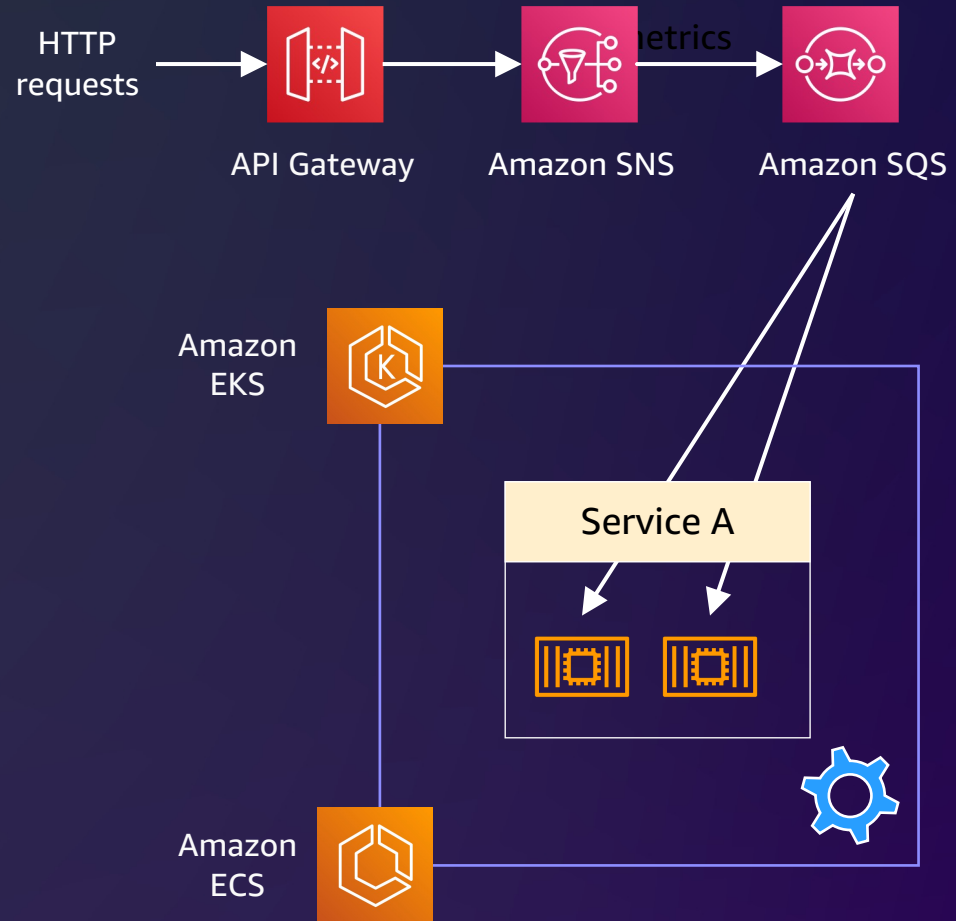 HTTP
requests
API Gateway
Amazon SNS
Amazon SQS
Amazon
EKS
K
Service A
Amazon
ECS